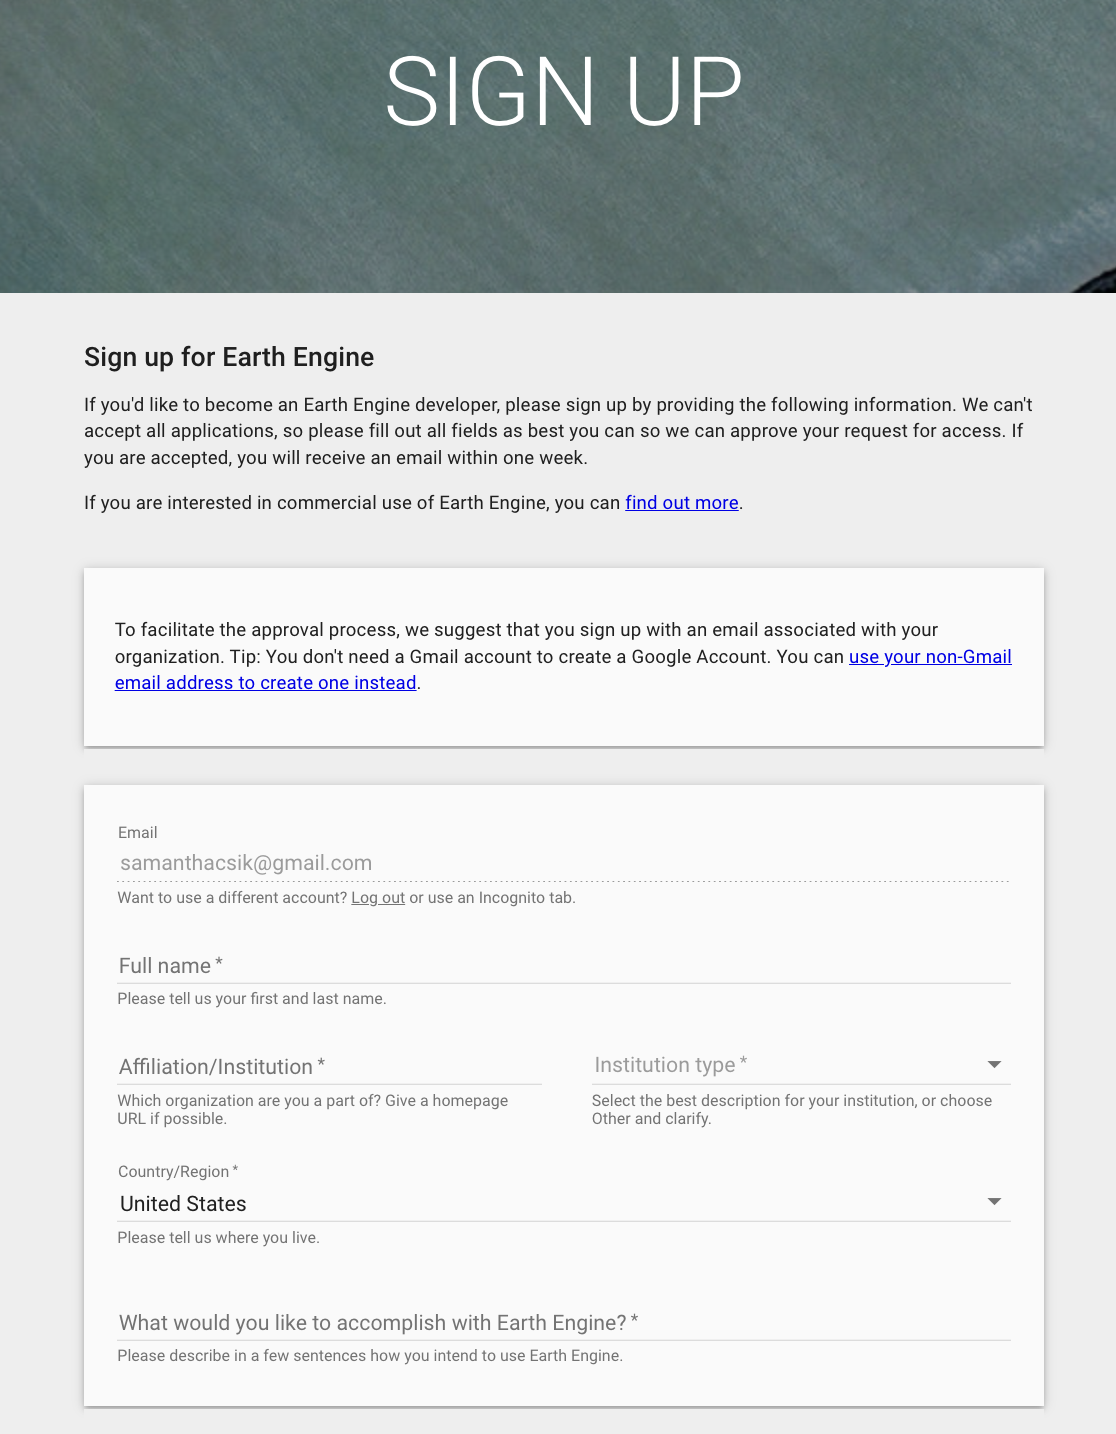 SIGN UP
Sign up for Earth Engine
If you'd like to become an Earth Engine developer, please sign up by providing the following information. We can't
accept all applications, so please fill out all fields as best you can so we can approve your request for access. If
you are accepted, you will receive an email within one week.
If you are interested in commercial use of Earth Engine, you can find out more.
To facilitate the approval process, we suggest that you sign up with an email associated with your
organization. Tip: You don't need a Gmail account to create a Google Account. You can use your non-Gmail
email address to create one instead.
Email
samanthacsik@gmail.com
Want to use a different account? Log out or use an Incognito tab.
Full name *
Please tell us your first and last name.
Affiliation/Institution *
Which organization are you a part of? Give a homepage
URL if possible.
Institution type *
Select the best description for your institution, or choose
Other and clarify.
Country/Region *
United States
Please tell us where you live.
What would you like to accomplish with Earth Engine? *
Please describe in a few sentences how you intend to use Earth Engine.